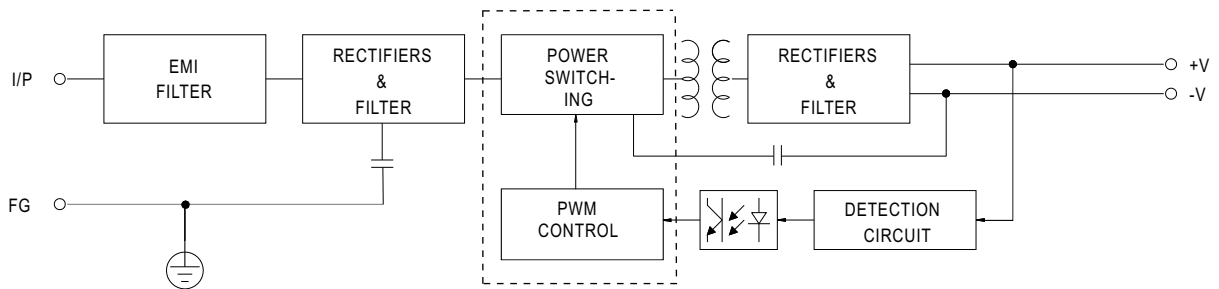 I/P
EMI
FILTER
RECTIFIERS
&
FILTER
POWER
SWITCH-
ING
RECTIFIERS
&
FILTER
+V
-V
FG
PWM
CONTROL
DETECTION
CIRCUIT